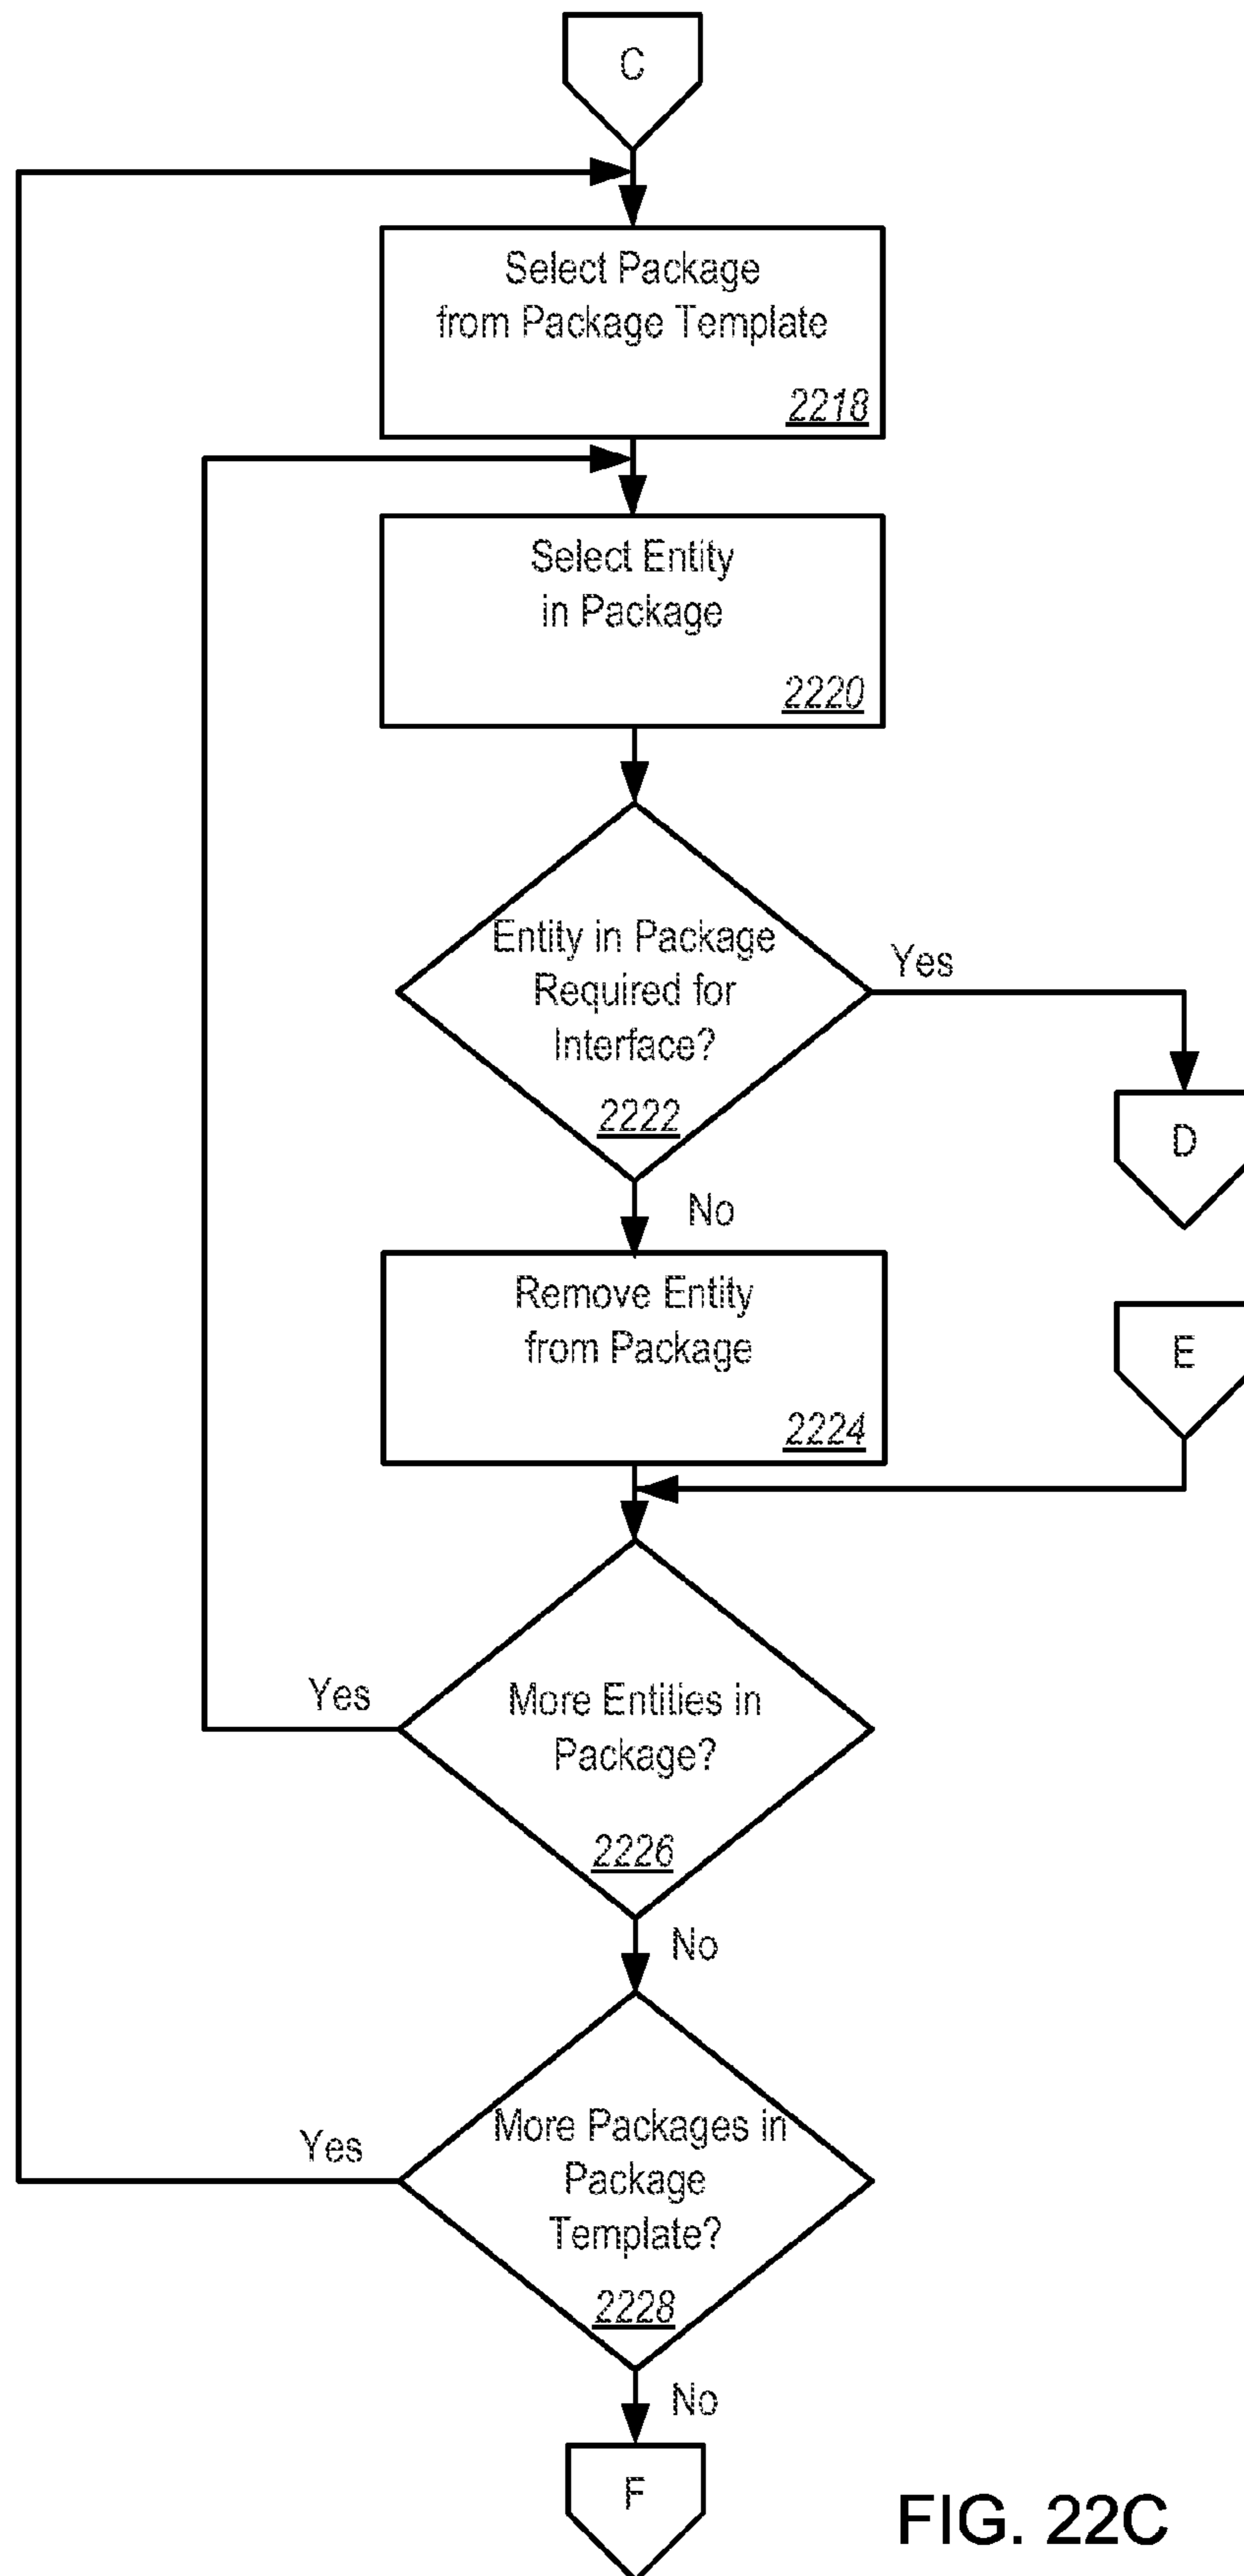 C
Select Package
from Package Template
2218
Select Entity
in Package
2220
Entity in Package
Required for
Interface?
2222
Yes
D
No
Remove Entity
from Package
2224
E
More Entities in
Package?
2226
Yes
No
More Packages in
Package
Template?
2228
Yes
No
F
FIG. 22C